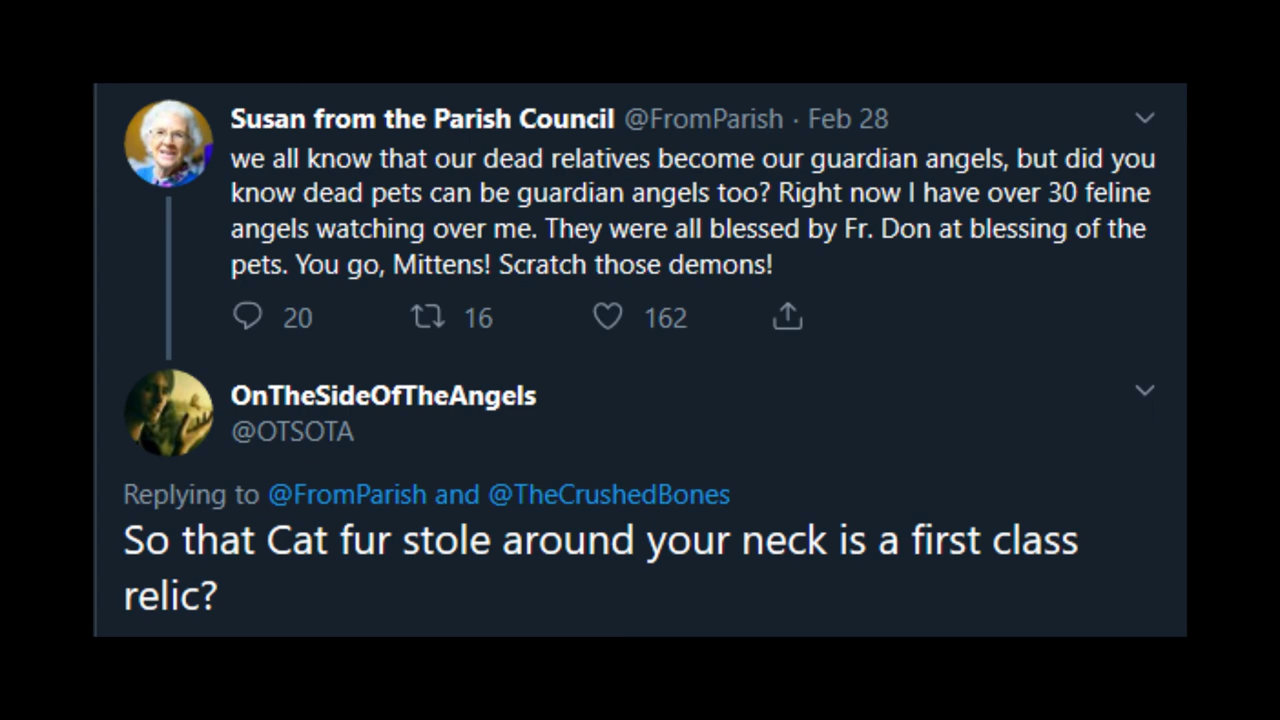 Susan from the Parish Council @FromParish · Feb 28
we all know that our dead relatives become our guardian angels, but did you
know dead pets can be guardian angels too? Right now I have over 30 feline
angels watching over me. They were all blessed by Fr. Don at blessing of the
pets. You go, Mittens! Scratch those demons!
20 16 162
OnTheSideOfTheAngels
@OTSOTA
Replying to @FromParish and @TheCrushedBones
So that Cat fur stole around your neck is a first class
relic?